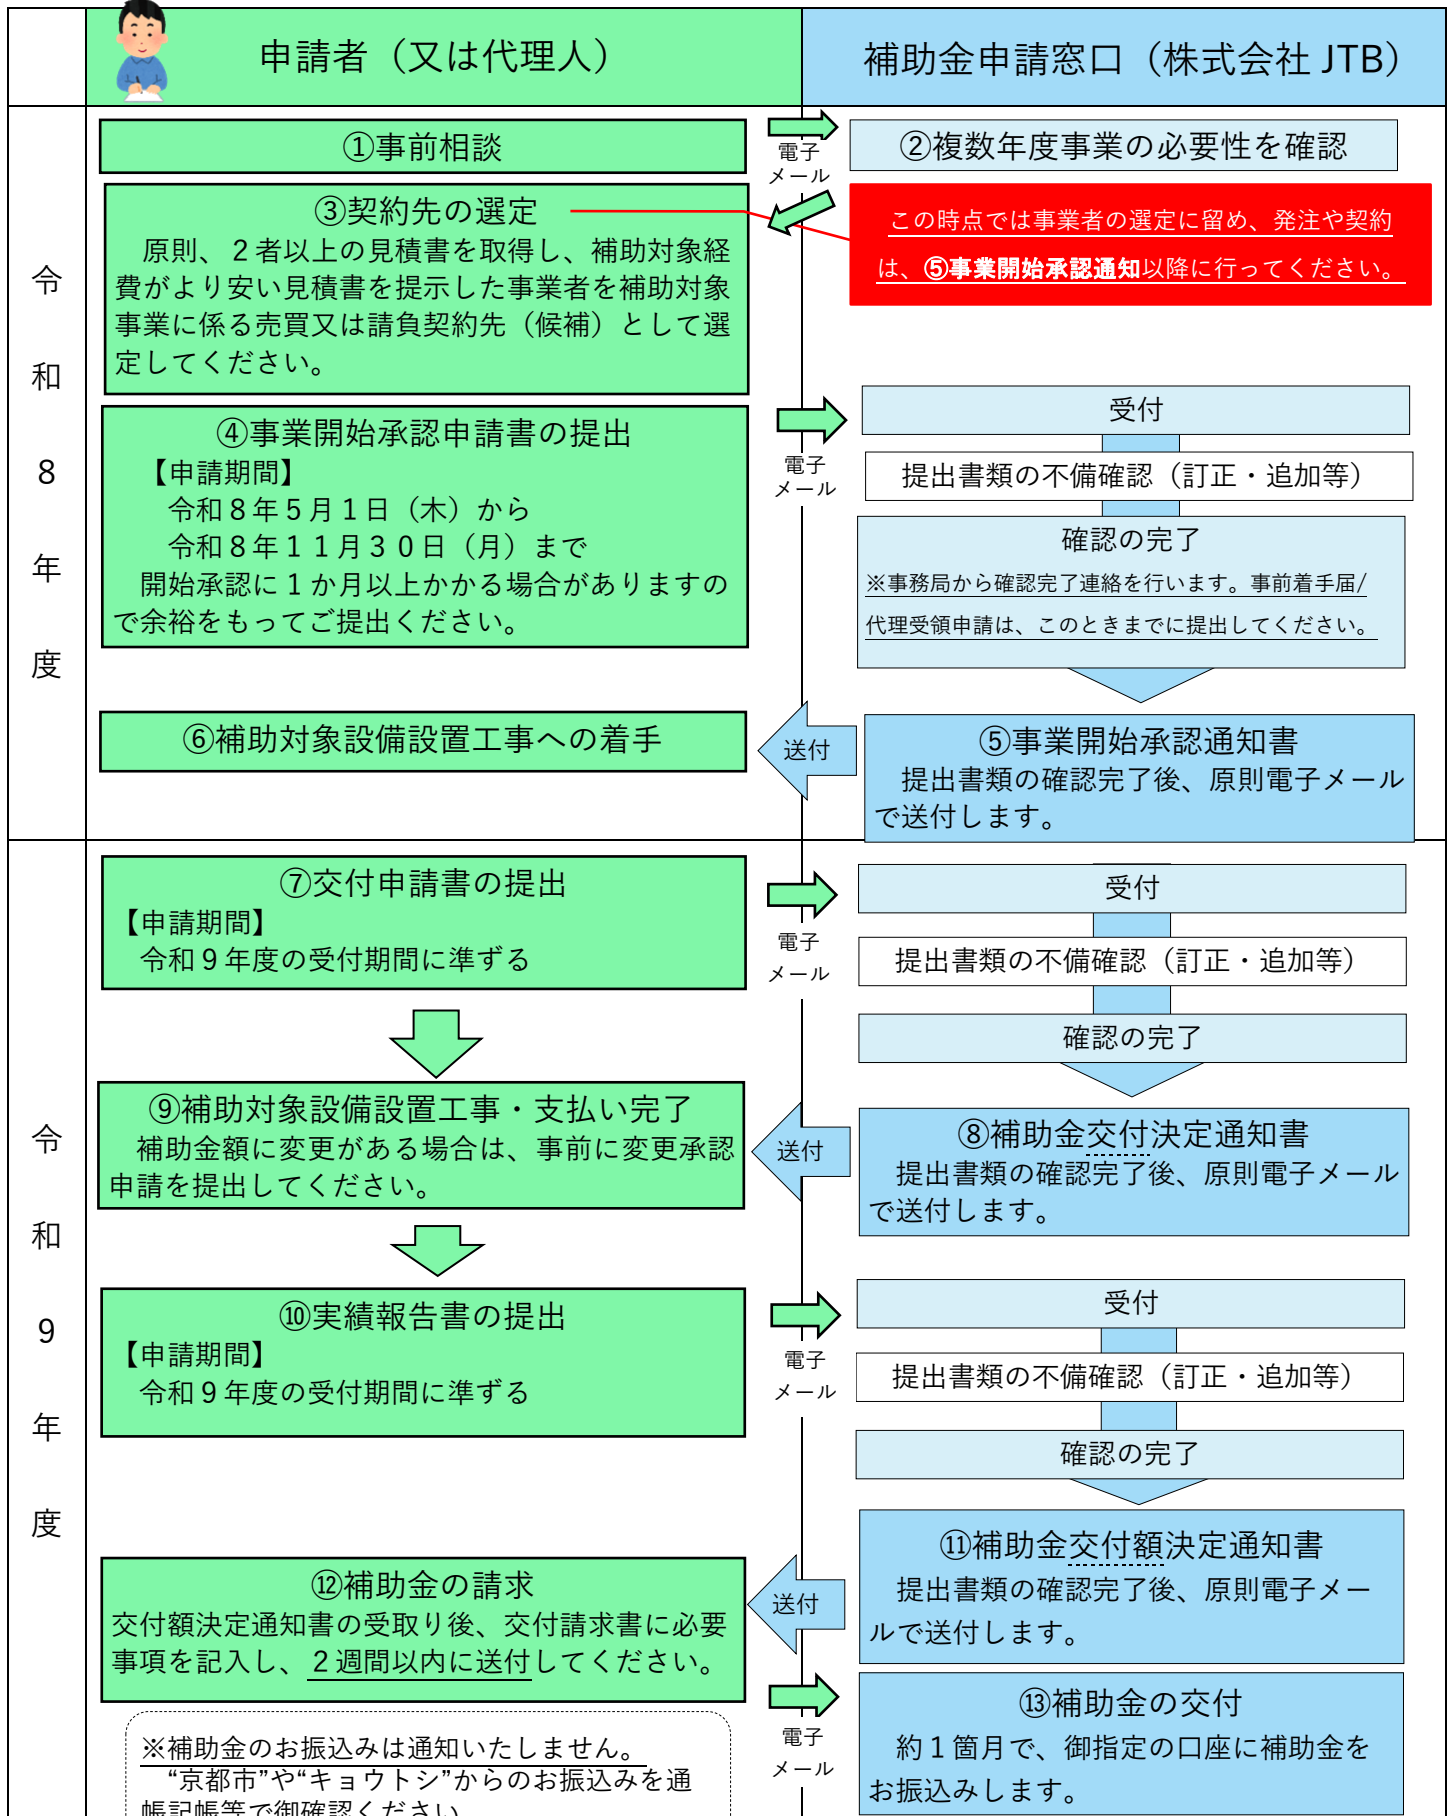 申請者（又は代理人）
補助金申請窓口（株式会社 JTB）
令和8年度
①事前相談
電子
メール
②複数年度事業の必要性を確認
③契約先の選定
原則、２者以上の見積書を取得し、補助対象経
費がより安い見積書を提示した事業者を補助対象
事業に係る売買又は請負契約先（候補）として選
定してください。
この時点では事業者の選定に留め、発注や契約
は、⑤事業開始承認通知以降に行ってください。
④事業開始承認申請書の提出
【申請期間】
令和８年５月１日（木）から
令和８年１１月３０日（月）まで
開始承認に１か月以上かかる場合がありますの
で余裕をもってご提出ください。
電子
メール
受付
提出書類の不備確認（訂正・追加等）
確認の完了
※事務局から確認完了連絡を行います。事前着手届/
代理受領申請は、このときまでに提出してください。
⑤事業開始承認通知書
提出書類の確認完了後、原則電子メール
で送付します。
送付
⑥補助対象設備設置工事への着手
令和9年度
⑦交付申請書の提出
【申請期間】
令和９年度の受付期間に準ずる
電子
メール
受付
提出書類の不備確認（訂正・追加等）
確認の完了
⑧補助金交付決定通知書
提出書類の確認完了後、原則電子メール
で送付します。
送付
⑨補助対象設備設置工事・支払い完了
補助金額に変更がある場合は、事前に変更承認
申請を提出してください。
⑩実績報告書の提出
【申請期間】
令和９年度の受付期間に準ずる
電子
メール
受付
提出書類の不備確認（訂正・追加等）
確認の完了
⑪補助金交付額決定通知書
提出書類の確認完了後、原則電子メー
ルで送付します。
送付
⑫補助金の請求
交付額決定通知書の受取り後、交付請求書に必要
事項を記入し、２週間以内に送付してください。
電子
メール
⑬補助金の交付
約１箇月で、御指定の口座に補助金を
お振込みします。
※補助金のお振込みは通知いたしません。
“京都市”や“キョウトシ”からのお振込みを通
帳記帳等で御確認ください